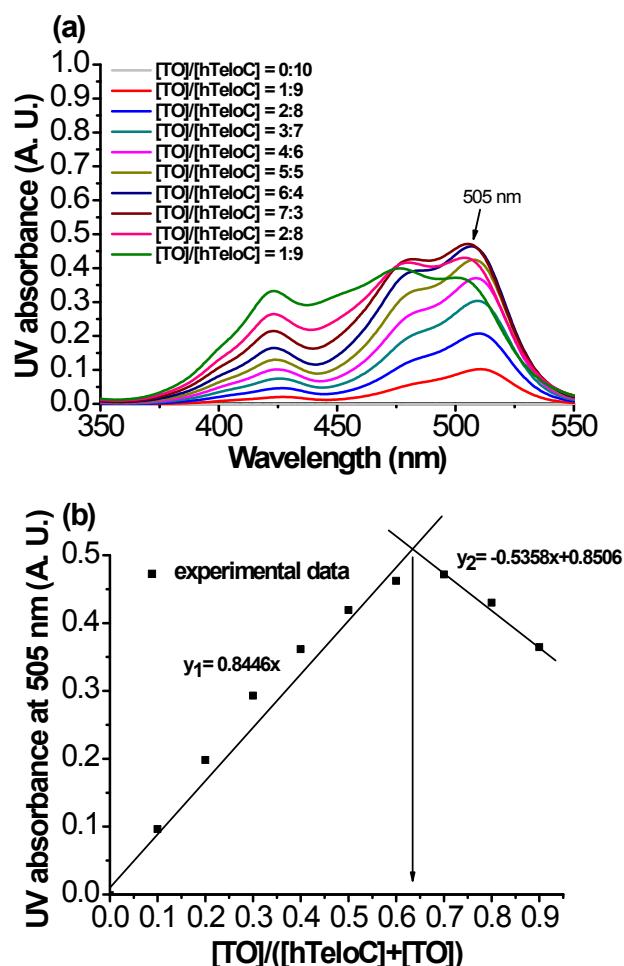 (a)
1.0
0.9
0.8
0.7
0.6
0.5
0.4
0.3
0.2
0.1
0.0
UV absorbance (A. U.)
[TO]/[hTeloC] = 0:10
[TO]/[hTeloC] = 1:9
[TO]/[hTeloC] = 2:8
[TO]/[hTeloC] = 3:7
[TO]/[hTeloC] = 4:6
[TO]/[hTeloC] = 5:5
[TO]/[hTeloC] = 6:4
[TO]/[hTeloC] = 7:3
[TO]/[hTeloC] = 2:8
[TO]/[hTeloC] = 1:9
505 nm
350 400 450 500 550
Wavelength (nm)
(b)
0.5
0.4
0.3
0.2
0.1
0.0
UV absorbance at 505 nm (A. U.)
experimental data
y2= -0.5358x+0.8506
y1= 0.8446x
0.0 0.1 0.2 0.3 0.4 0.5 0.6 0.7 0.8 0.9
[TO]/([hTeloC]+[TO])